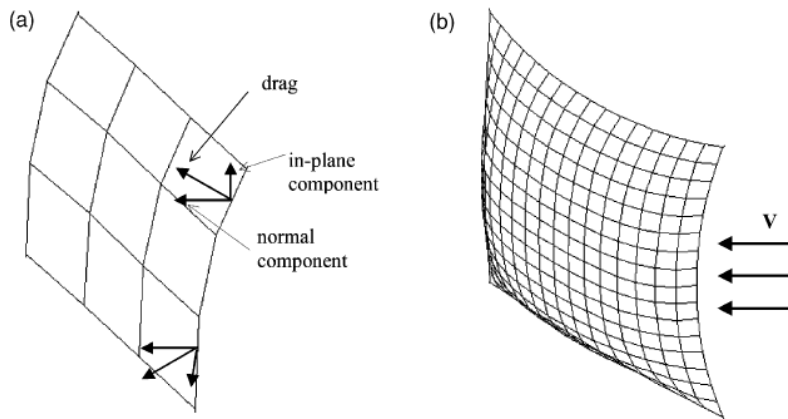 (a)
drag
in-plane
component
normal
component
(b)
V